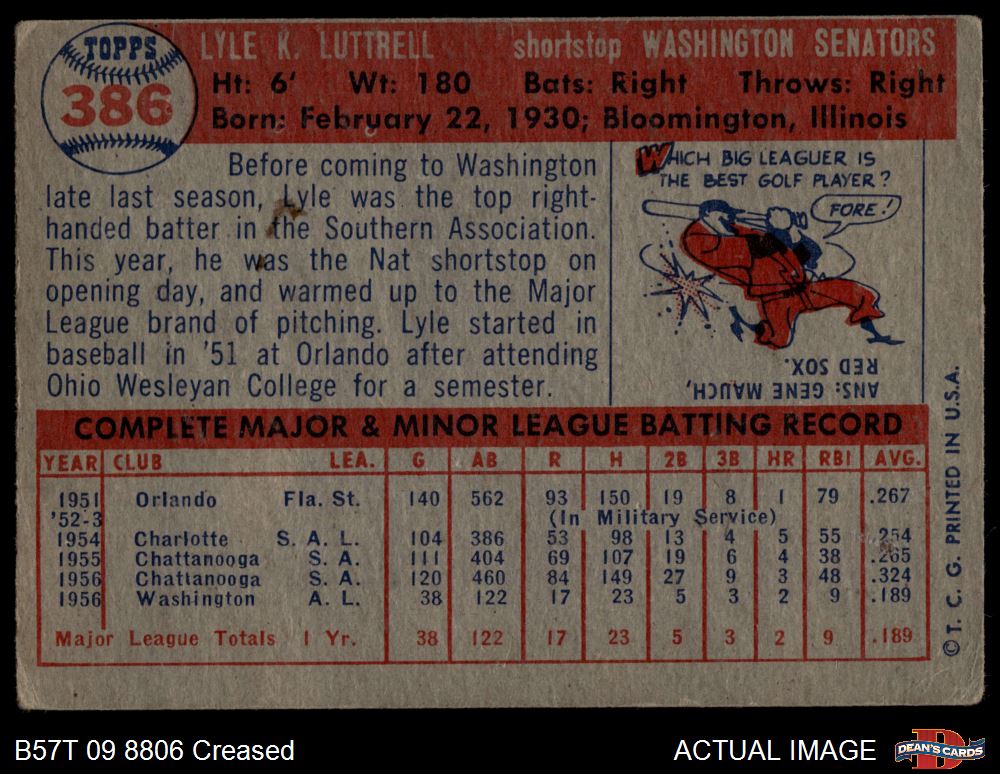 TOPPS
386
LYLE K. LUTTRELL shortstop WASHINGTON SENATORS
Ht: 6' Wt: 180 Bats: Right Throws: Right
Born: February 22, 1930; Bloomington, Illinois
Before coming to Washington
late last season, Lyle was the top right-
handed batter in the Southern Association.
This year, he was the Nat shortstop on
opening day, and warmed up to the Major
League brand of pitching. Lyle started in
baseball in '51 at Orlando after attending
Ohio Wesleyan College for a semester.
WHICH BIG LEAGUER IS
THE BEST GOLF PLAYER?
FORE!
ANS: GENE MAUCH,
RED SOX.
COMPLETE MAJOR & MINOR LEAGUE BATTING RECORD
YEAR CLUB LEA. G AB R H 2B 3B HR RBI AVG.
1951 Orlando Fla. St. 140 562 93 150 19 8 1 79 .267
'52-3 (In Military Service)
1954 Charlotte S. A. L. 104 386 53 98 13 4 5 55 .254
1955 Chattanooga S. A. 111 404 69 107 19 6 4 38 .265
1956 Chattanooga S. A. 120 460 84 149 27 9 3 48 .324
1956 Washington A. L. 38 122 17 23 5 3 2 9 .189
Major League Totals 1 Yr. 38 122 17 23 5 3 2 9 .189
© T. C. G. PRINTED IN U.S.A.
B57T 09 8806 Creased
ACTUAL IMAGE
DEAN'S CARDS